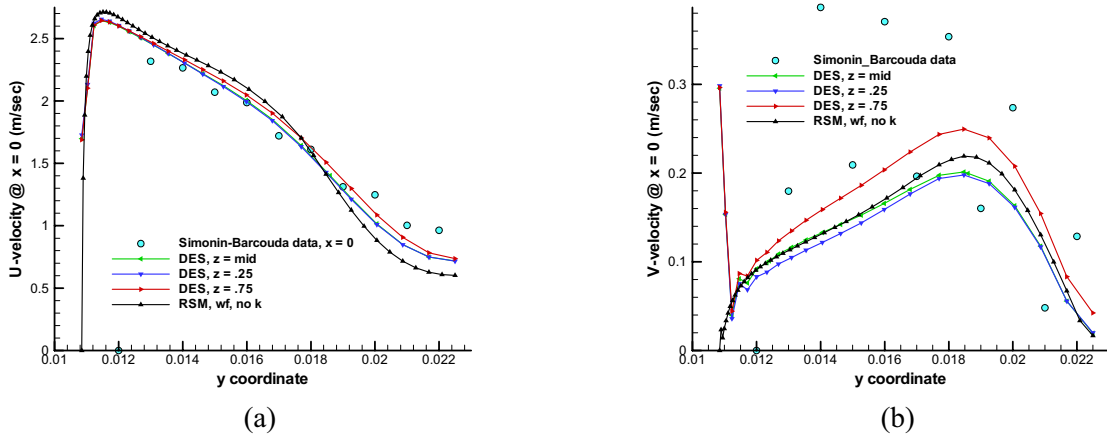 U-velocity @ x = 0 (m/sec)
2.5
2
1.5
1
0.5
0
0.01
0.012
0.014
0.016
0.018
0.02
0.022
y coordinate
Simonin-Barcouda data, x = 0
DES, z = mid
DES, z = .25
DES, z = .75
RSM, wf, no k
(a)
V-velocity @ x = 0 (m/sec)
0.3
0.2
0.1
0
0.01
0.012
0.014
0.016
0.018
0.02
0.022
y coordinate
Simonin_Barcouda data
DES, z = mid
DES, z = .25
DES, z = .75
RSM, wf, no k
(b)